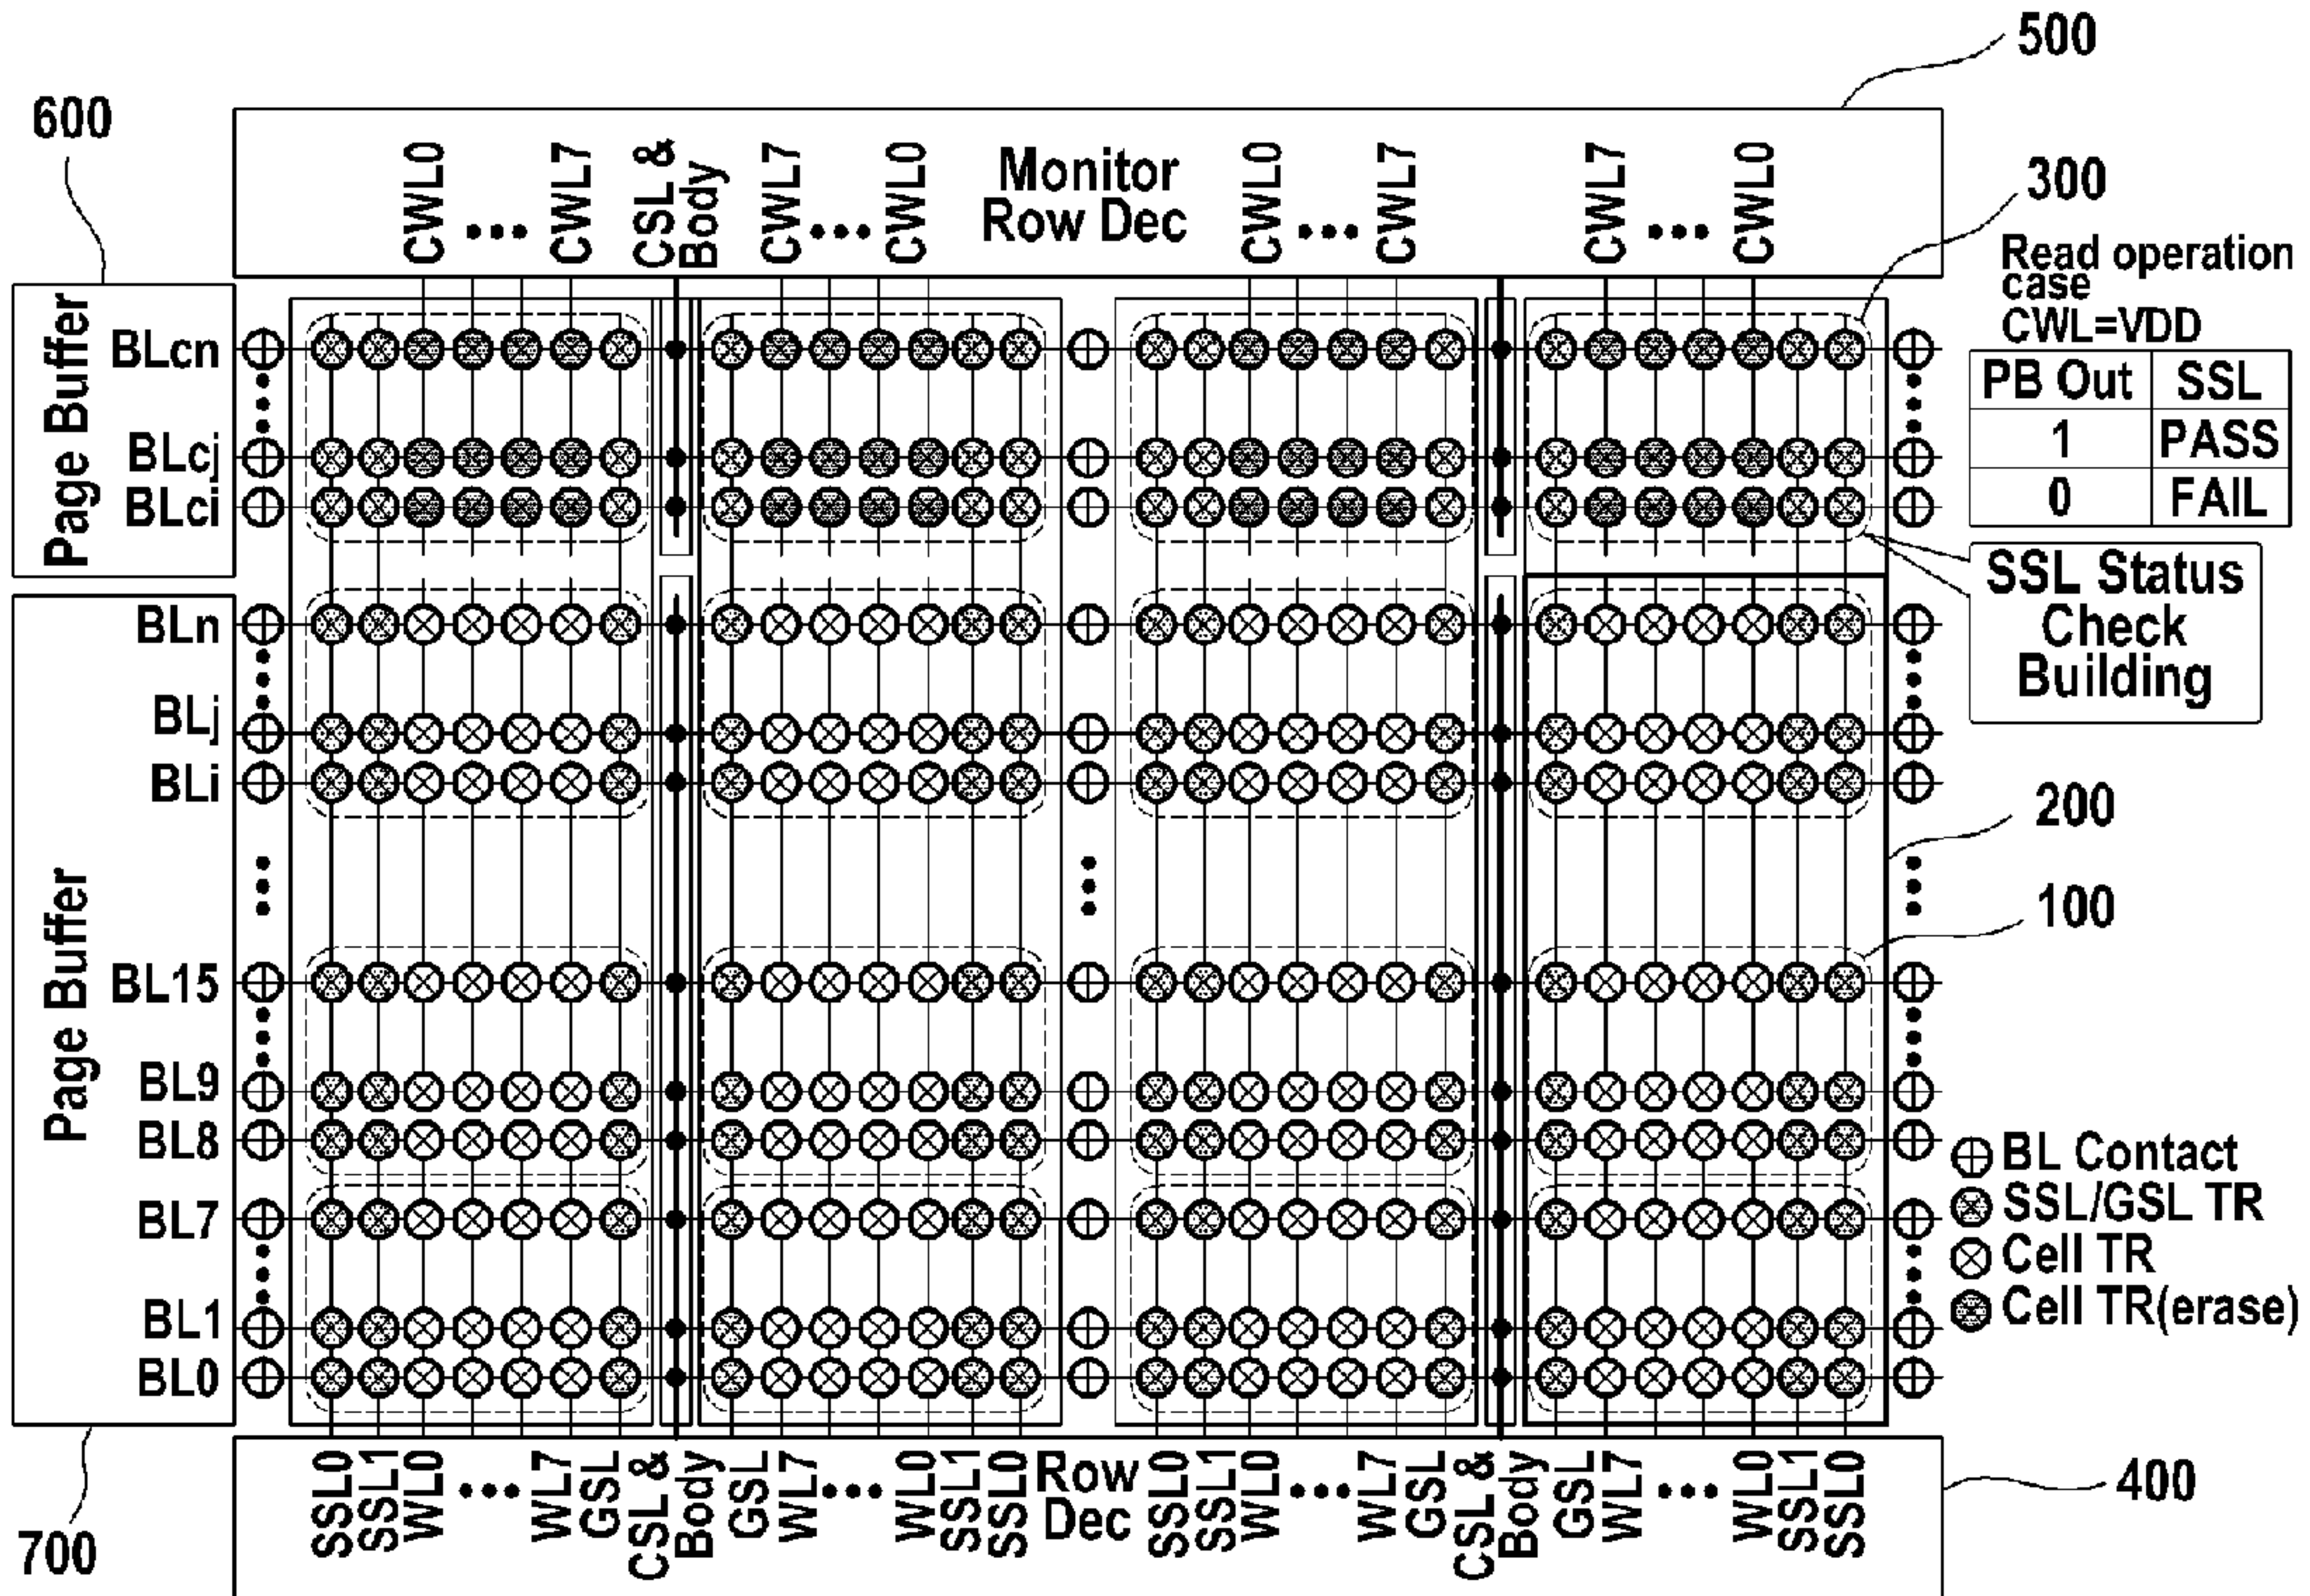 500
600
CWL0
•••
CWL7
CSL &
Body
CWL7
•••
CWL0
Monitor
Row Dec
CWL0
•••
CWL7
CWL7
•••
CWL0
300
Read operation
case
CWL=VDD
PB Out SSL
1 PASS
0 FAIL
SSL Status
Check
Building
Page Buffer
BLcn
BLcj
BLci
Page Buffer
BLn
BLj
BLi
BL15
BL9
BL8
BL7
BL1
BL0
200
100
BL Contact
SSL/GSL TR
Cell TR
Cell TR(erase)
SSL0
SSL1
WL0
•••
WL7
GSL
CSL &
Body
GSL
WL7
•••
WL0
SSL1
SSL0
Row
Dec
SSL0
SSL1
WL0
•••
WL7
GSL
CSL &
Body
GSL
WL7
•••
WL0
SSL1
SSL0
400
700